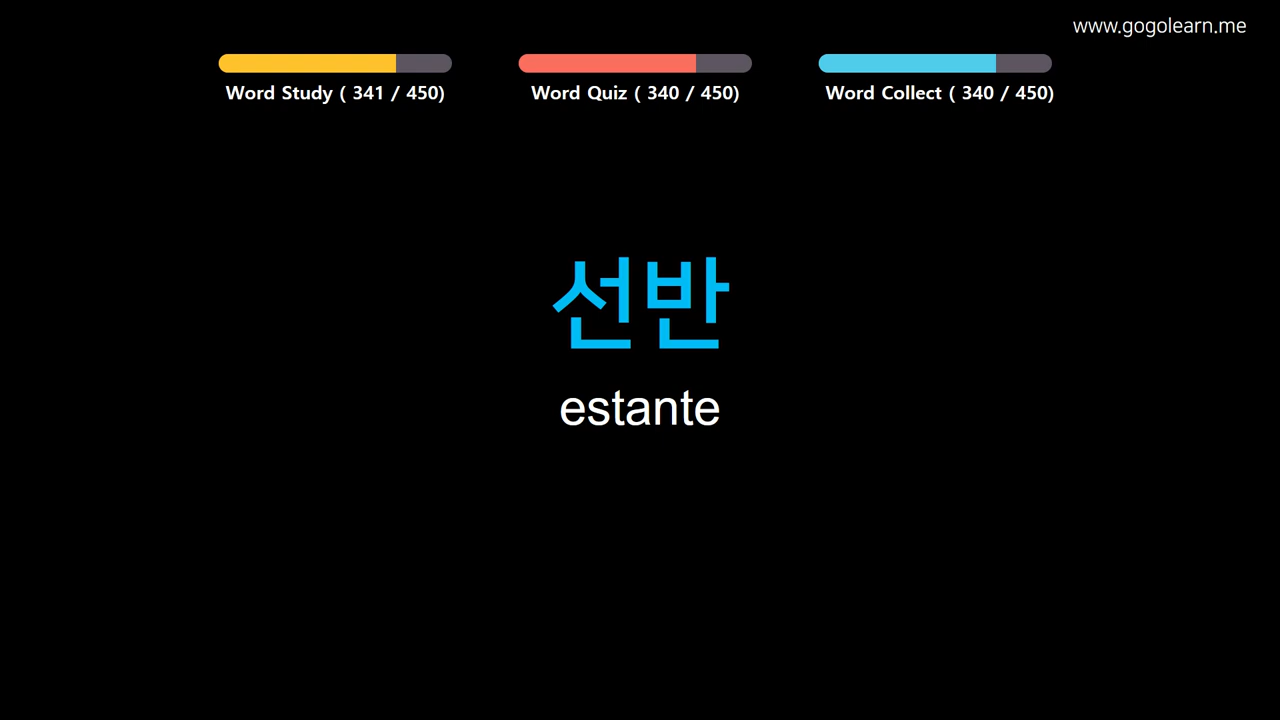 www.gogolearn.me
Word Study ( 341 / 450)
Word Quiz ( 340 / 450)
Word Collect ( 340 / 450)
선반
estante